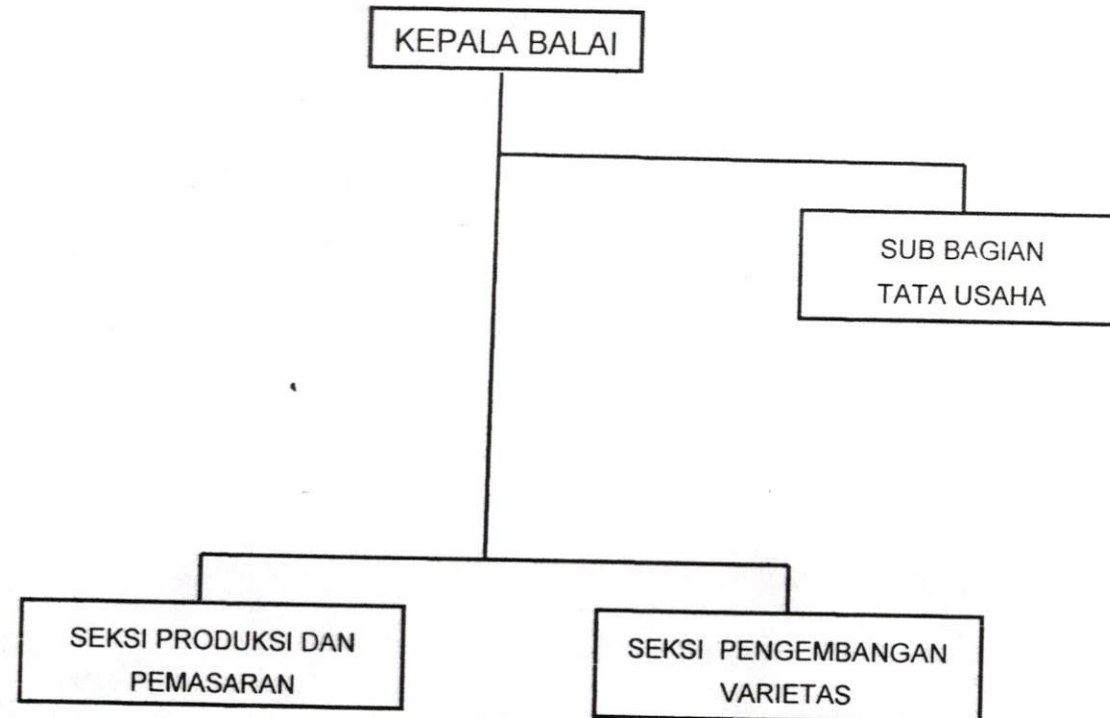 KEPALA BALAI
SUB BAGIAN
TATA USAHA
SEKSI PRODUKSI DAN
PEMASARAN
SEKSI PENGEMBANGAN
VARIETAS